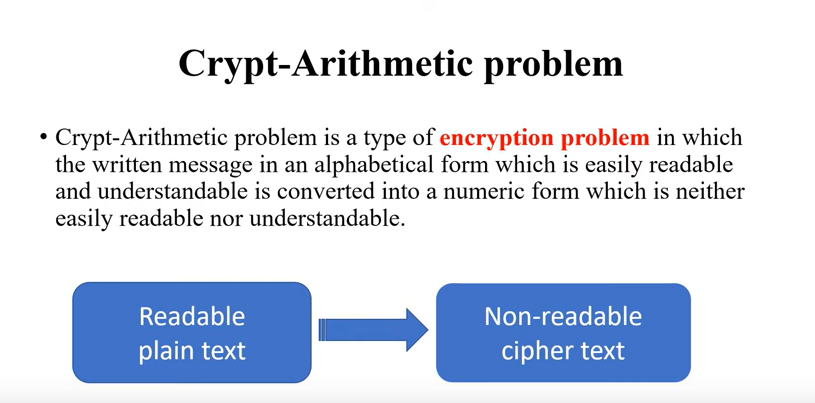 Crypt-Arithmetic problem
• Crypt-Arithmetic problem is a type of encryption problem in which
the written message in an alphabetical form which is easily readable
and understandable is converted into a numeric form which is neither
easily readable nor understandable.
Readable
plain text
Non-readable
cipher text